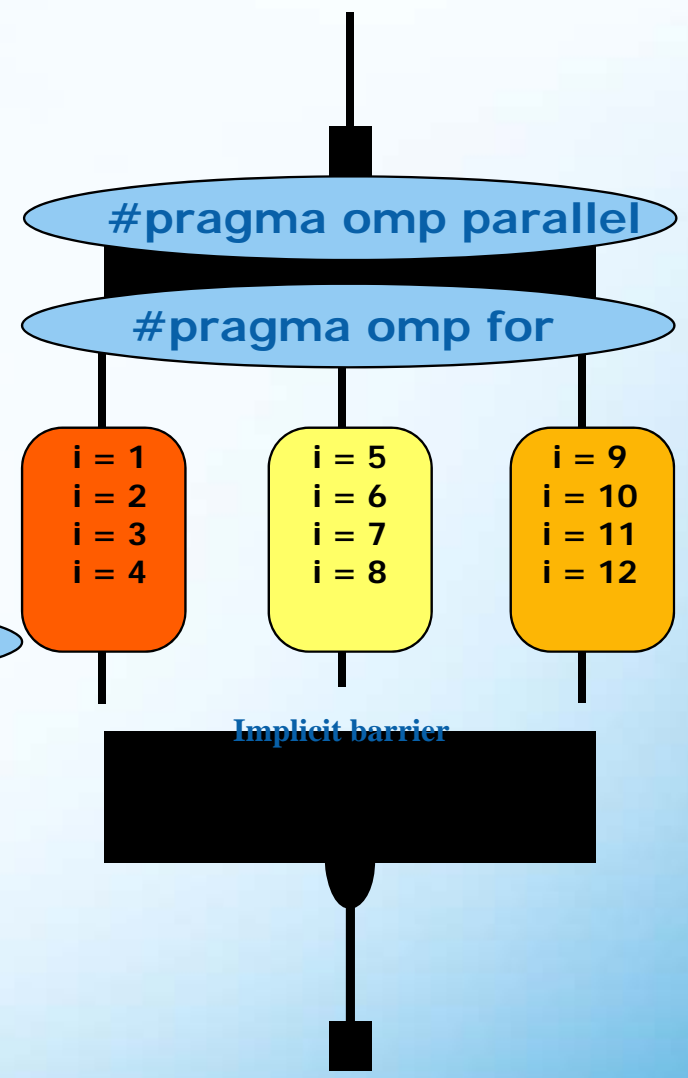 #pragma omp parallel
#pragma omp for
i = 1
i = 2
i = 3
i = 4
i = 5
i = 6
i = 7
i = 8
i = 9
i = 10
i = 11
i = 12
Implicit barrier